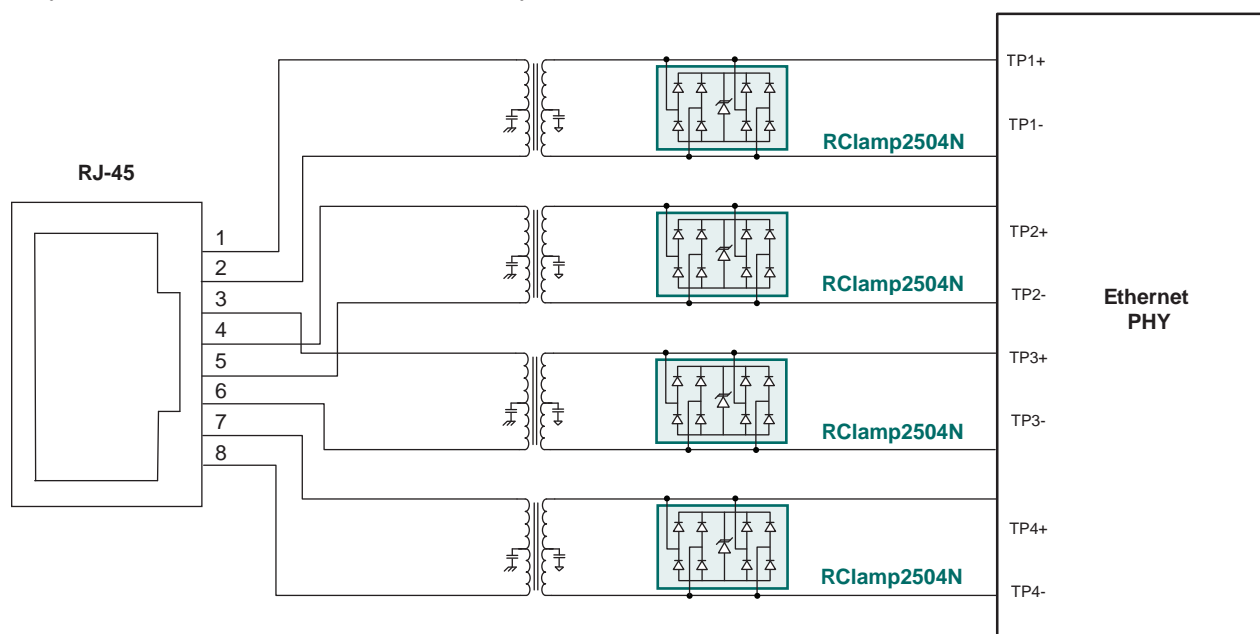 RJ-45
1
2
3
4
5
6
7
8
RClamp2504N
RClamp2504N
RClamp2504N
RClamp2504N
TP1+
TP1-
TP2+
TP2-
TP3+
TP3-
TP4+
TP4-
Ethernet
PHY